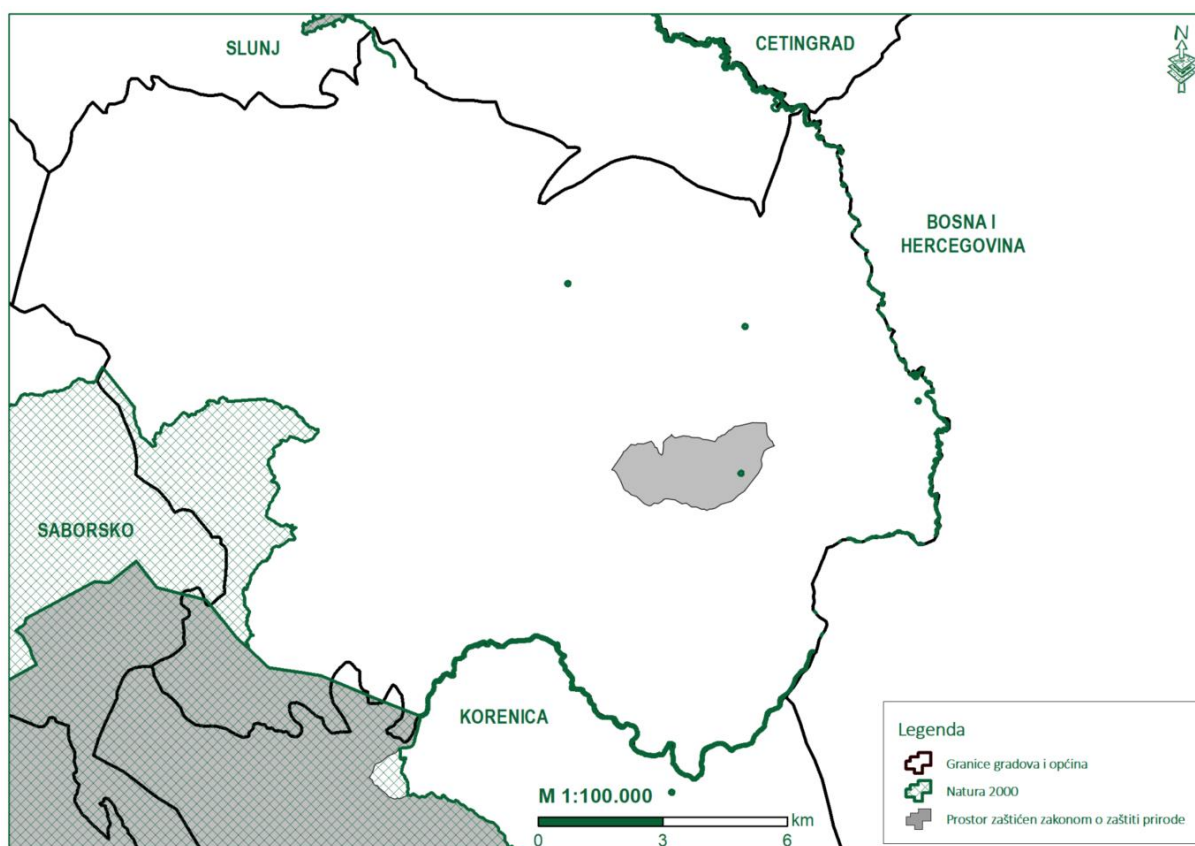 SLUNJ
CETINGRAD
N
BOSNA I
HERCEGOVINA
SABORSKO
KORENICA
M 1:100.000
km
0 3 6
Legenda
Granice gradova i općina
Natura 2000
Prostor zaštićen zakonom o zaštiti prirode